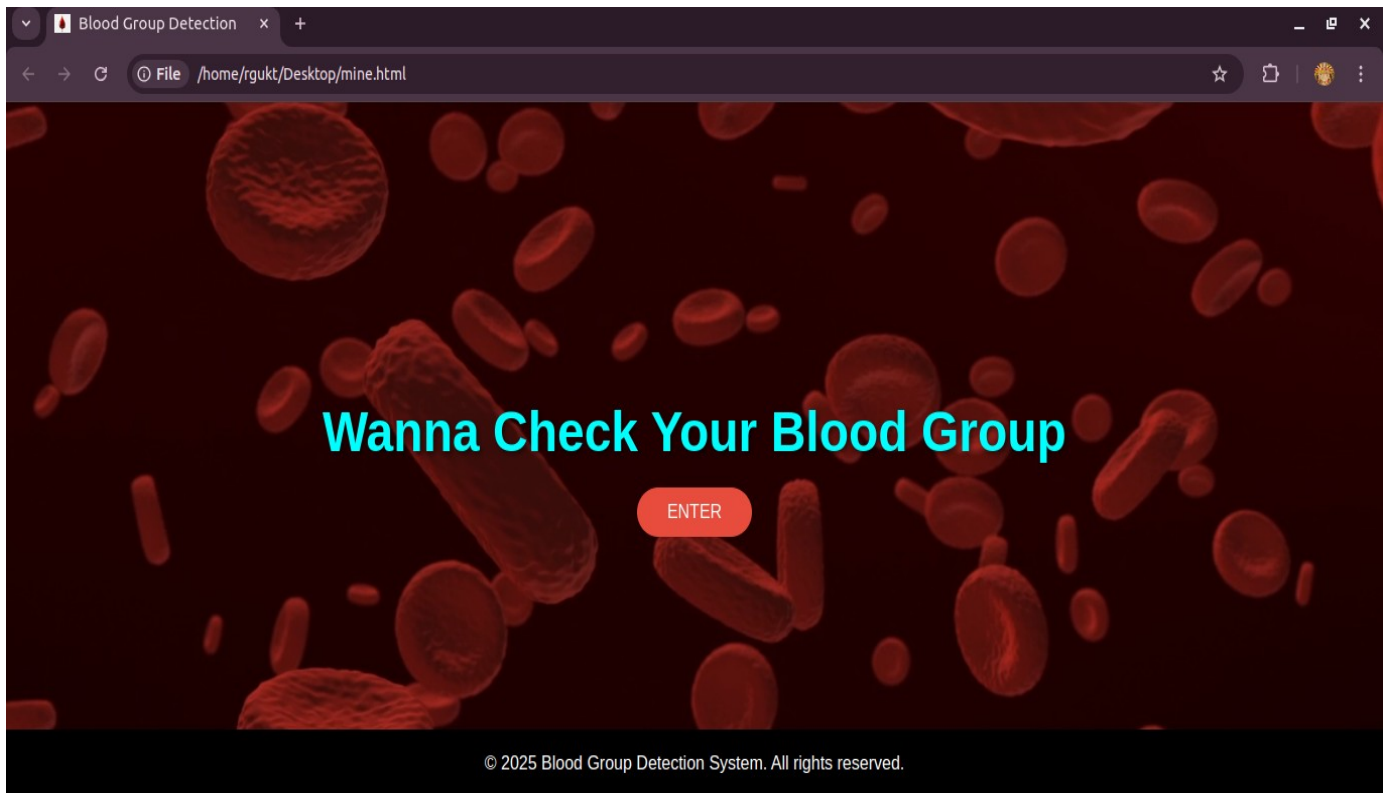 Blood Group Detection
File /home/rgukt/Desktop/mine.html
Wanna Check Your Blood Group
ENTER
© 2025 Blood Group Detection System. All rights reserved.